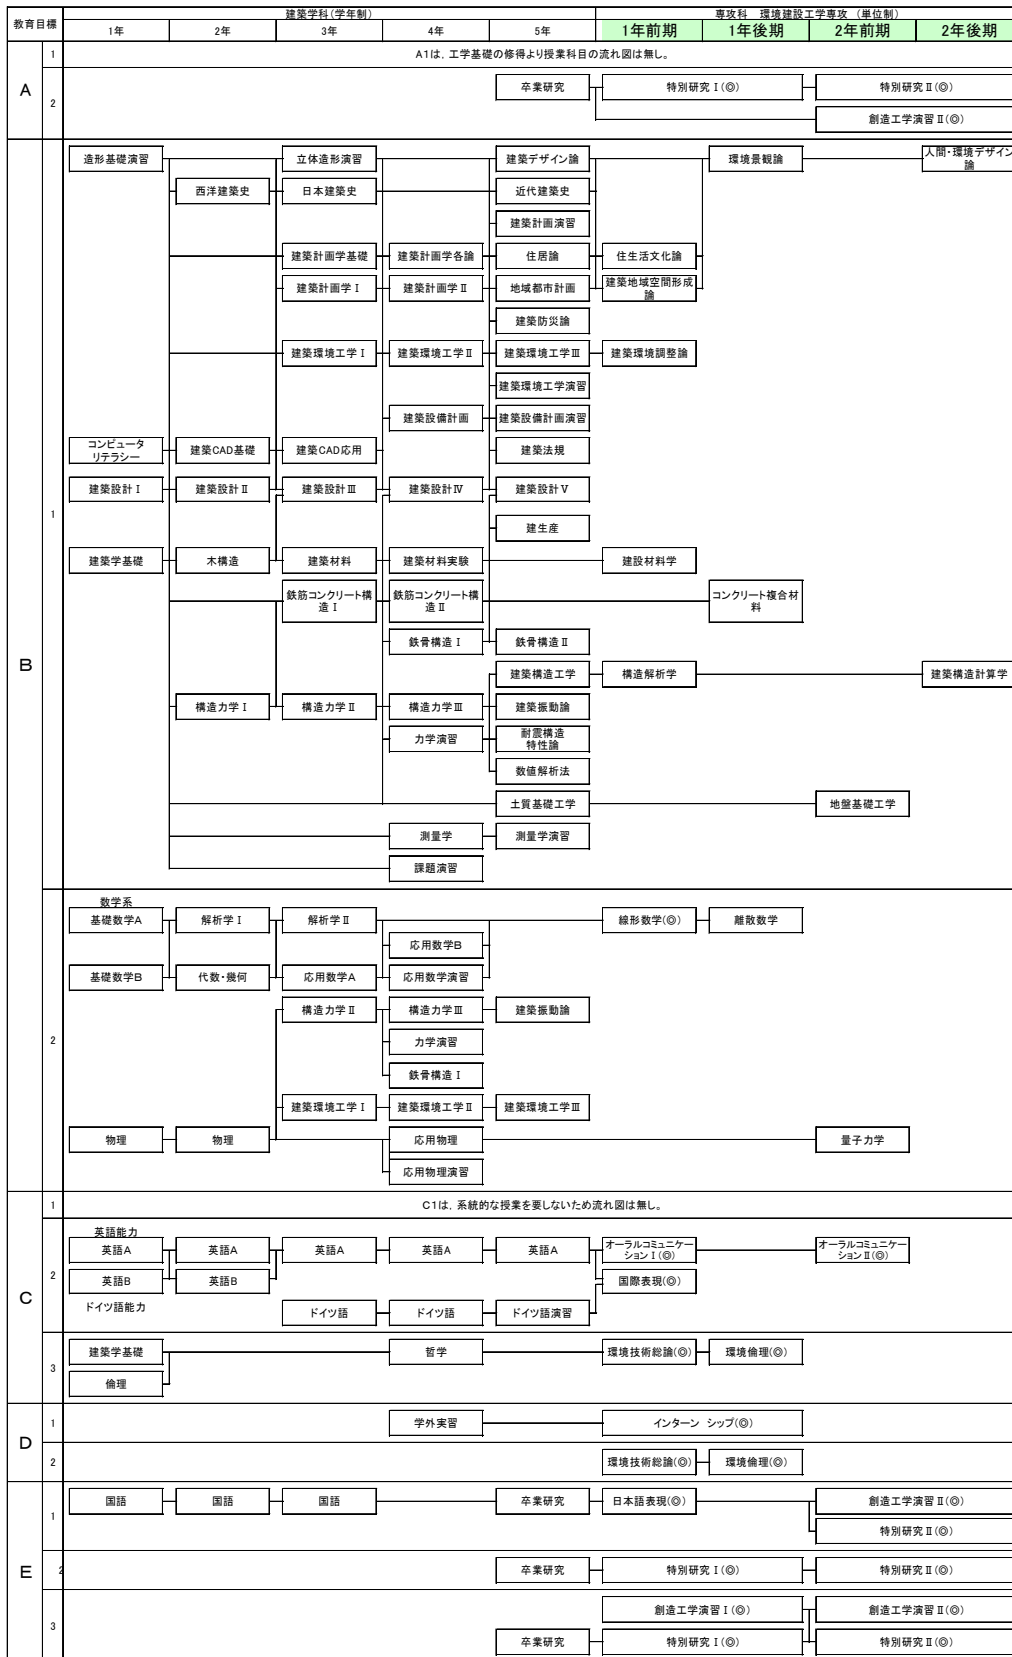 教育目標
建築学科(学年制)
専攻科　環境建設工学専攻　(単位制)
1年
2年
3年
4年
5年
1年前期
1年後期
2年前期
2年後期
A
1
A1は, 工学基礎の修得より授業科目の流れ図は無し。
2
卒業研究
特別研究Ⅰ(◎)
特別研究Ⅱ(◎)
創造工学演習Ⅱ(◎)
B
1
造形基礎演習
立体造形演習
建築デザイン論
環境景観論
人間・環境デザイン
論
西洋建築史
日本建築史
近代建築史
建築計画演習
建築計画学基礎
建築計画学各論
住居論
住生活文化論
建築計画学Ⅰ
建築計画学Ⅱ
地域都市計画
建築地域空間形成
論
建築防災論
建築環境工学Ⅰ
建築環境工学Ⅱ
建築環境工学Ⅲ
建築環境調整論
建築環境工学演習
建築設備計画
建築設備計画演習
コンピュータ
リテラシー
建築CAD基礎
建築CAD応用
建築法規
建築設計Ⅰ
建築設計Ⅱ
建築設計Ⅲ
建築設計Ⅳ
建築設計Ⅴ
建生産
建築学基礎
木構造
建築材料
建築材料実験
建設材料学
鉄筋コンクリート構
造Ⅰ
鉄筋コンクリート構
造Ⅱ
コンクリート複合材
料
鉄骨構造Ⅰ
鉄骨構造Ⅱ
建築構造工学
構造解析学
建築構造計算学
構造力学Ⅰ
構造力学Ⅱ
構造力学Ⅲ
建築振動論
力学演習
耐震構造
特性論
数値解析法
土質基礎工学
地盤基礎工学
測量学
測量学演習
課題演習
2
数学系
基礎数学A
解析学Ⅰ
解析学Ⅱ
線形数学(◎)
離散数学
応用数学B
基礎数学B
代数・幾何
応用数学A
応用数学演習
構造力学Ⅱ
構造力学Ⅲ
建築振動論
力学演習
鉄骨構造Ⅰ
建築環境工学Ⅰ
建築環境工学Ⅱ
建築環境工学Ⅲ
物理
物理
応用物理
量子力学
応用物理演習
C
1
C1は, 系統的な授業を要しないため流れ図は無し。
2
英語能力
英語A
英語A
英語A
英語A
英語A
オーラルコミュニケー
ションⅠ(◎)
オーラルコミュニケー
ションⅡ(◎)
英語B
英語B
国際表現(◎)
ドイツ語能力
ドイツ語
ドイツ語
ドイツ語演習
3
建築学基礎
哲学
環境技術総論(◎)
環境倫理(◎)
倫理
D
1
学外実習
インターン シップ(◎)
2
環境技術総論(◎)
環境倫理(◎)
E
1
国語
国語
国語
卒業研究
日本語表現(◎)
創造工学演習Ⅱ(◎)
特別研究Ⅱ(◎)
2
卒業研究
特別研究Ⅰ(◎)
特別研究Ⅱ(◎)
3
創造工学演習Ⅰ(◎)
創造工学演習Ⅱ(◎)
卒業研究
特別研究Ⅰ(◎)
特別研究Ⅱ(◎)